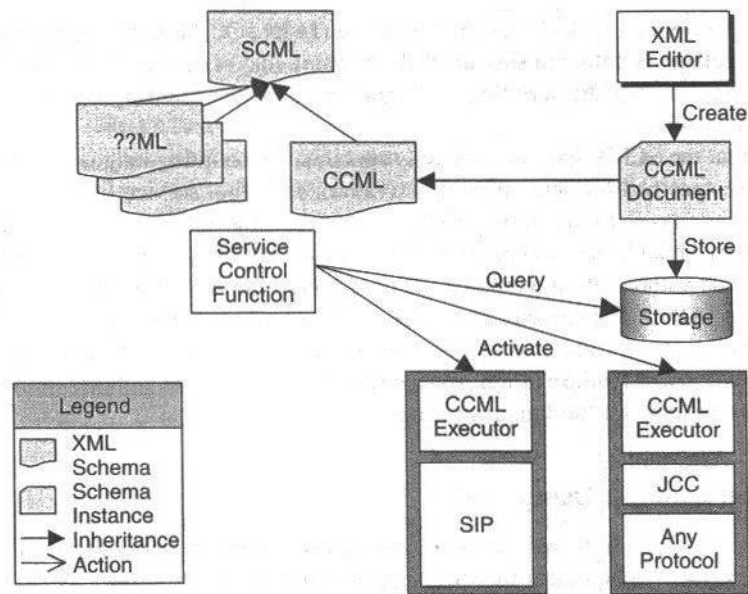 SCML
XML
Editor
Create
??ML
CCML
CCML
Document
Store
Service
Control
Function
Query
Storage
Activate
CCML
Executor
SIP
CCML
Executor
JCC
Any
Protocol
Legend
XML
Schema
Schema
Instance
Inheritance
Action